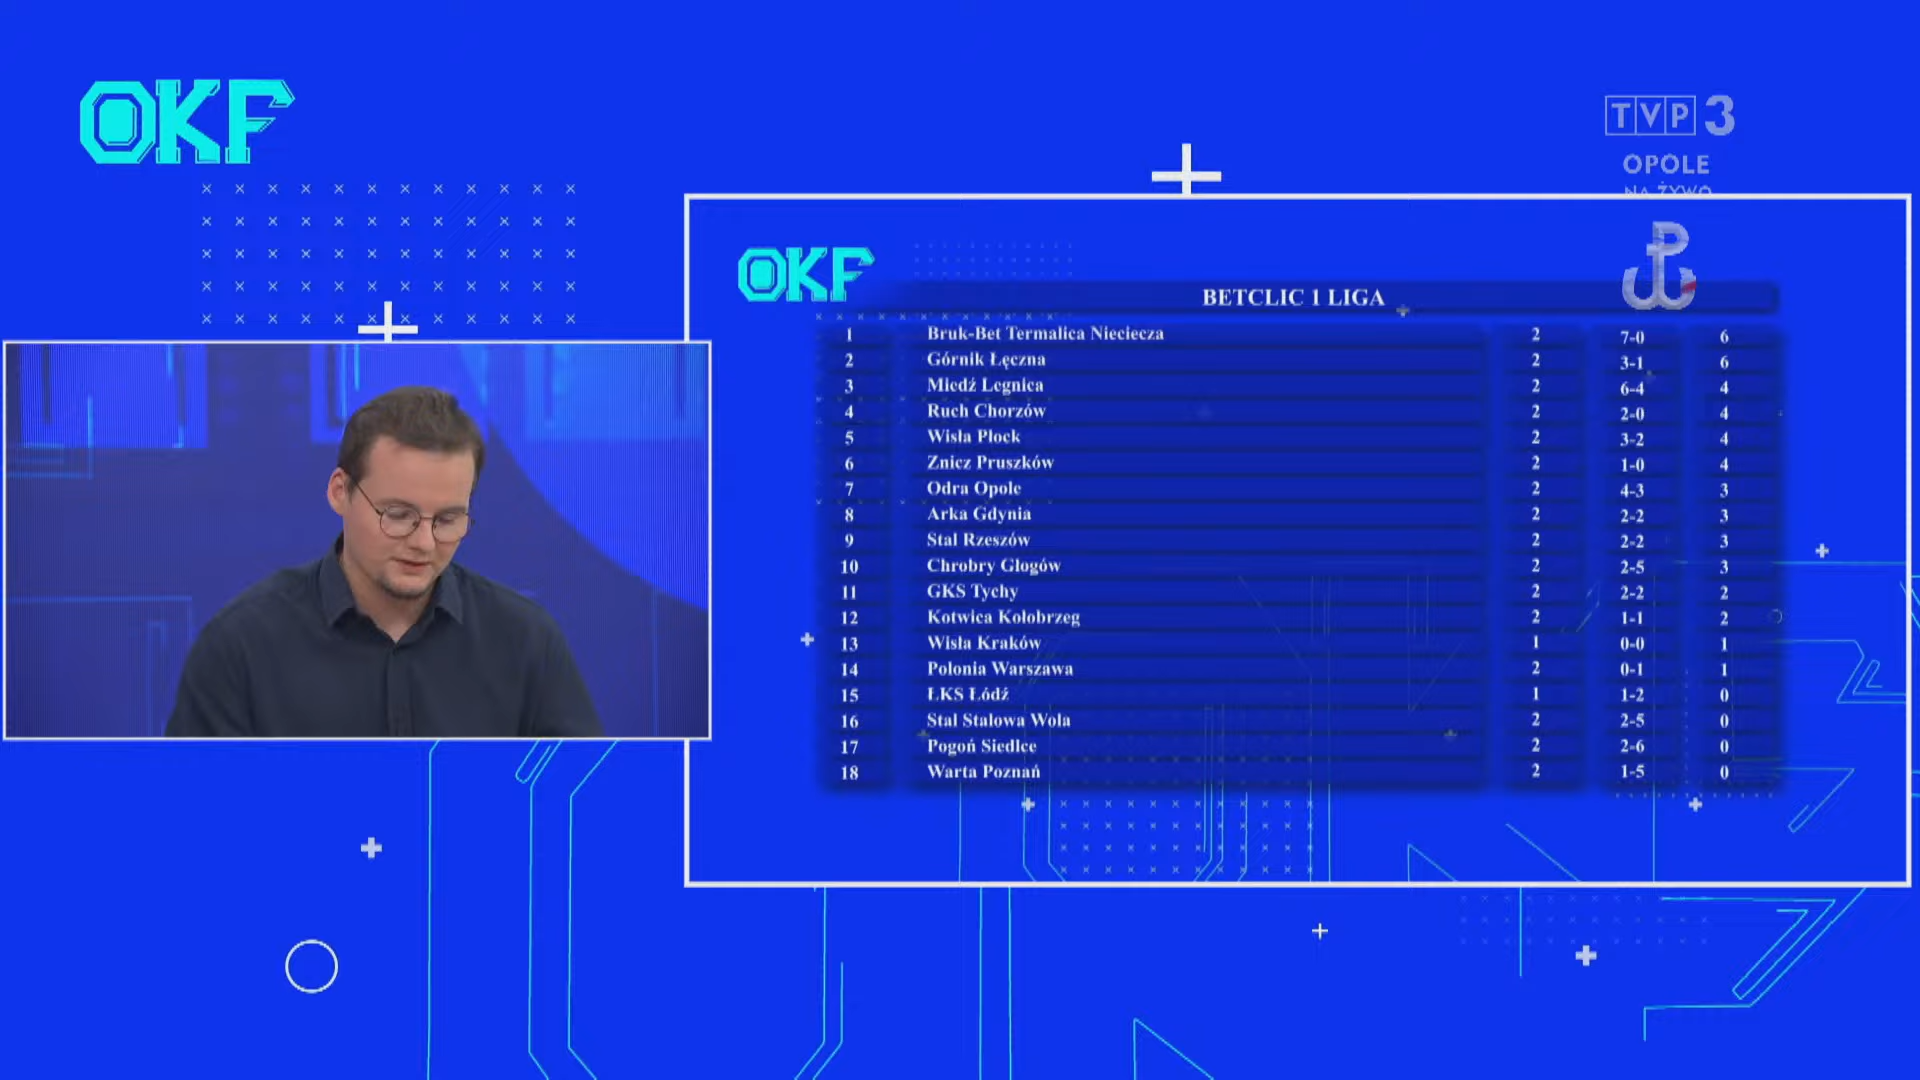 OKF
TVP 3
OPOLE
NA ŻYWO
OKF
BETCLIC 1 LIGA
1 Bruk-Bet Termalica Nieciecza 2 7-0 6
2 Górnik Łęczna 2 3-1 6
3 Miedź Legnica 2 6-4 4
4 Ruch Chorzów 2 2-0 4
5 Wisła Płock 2 3-2 4
6 Znicz Pruszków 2 1-0 4
7 Odra Opole 2 4-3 3
8 Arka Gdynia 2 2-2 3
9 Stal Rzeszów 2 2-2 3
10 Chrobry Głogów 2 2-5 3
11 GKS Tychy 2 2-2 2
12 Kotwica Kołobrzeg 2 1-1 2
13 Wisła Kraków 1 0-0 1
14 Polonia Warszawa 2 0-1 1
15 ŁKS Łódź 1 1-2 0
16 Stal Stalowa Wola 2 2-5 0
17 Pogoń Siedlce 2 2-6 0
18 Warta Poznań 2 1-5 0